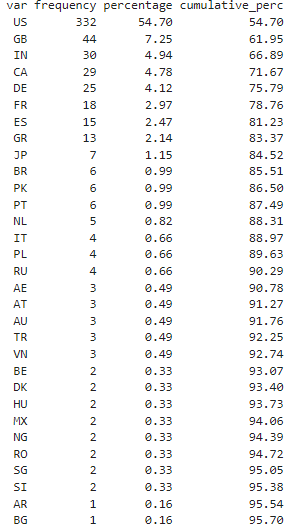 var frequency percentage cumulative_perc
US 332 54.70 54.70
GB 44 7.25 61.95
IN 30 4.94 66.89
CA 29 4.78 71.67
DE 25 4.12 75.79
FR 18 2.97 78.76
ES 15 2.47 81.23
GR 13 2.14 83.37
JP 7 1.15 84.52
BR 6 0.99 85.51
PK 6 0.99 86.50
PT 6 0.99 87.49
NL 5 0.82 88.31
IT 4 0.66 88.97
PL 4 0.66 89.63
RU 4 0.66 90.29
AE 3 0.49 90.78
AT 3 0.49 91.27
AU 3 0.49 91.76
TR 3 0.49 92.25
VN 3 0.49 92.74
BE 2 0.33 93.07
DK 2 0.33 93.40
HU 2 0.33 93.73
MX 2 0.33 94.06
NG 2 0.33 94.39
RO 2 0.33 94.72
SG 2 0.33 95.05
SI 2 0.33 95.38
AR 1 0.16 95.54
BG 1 0.16 95.70